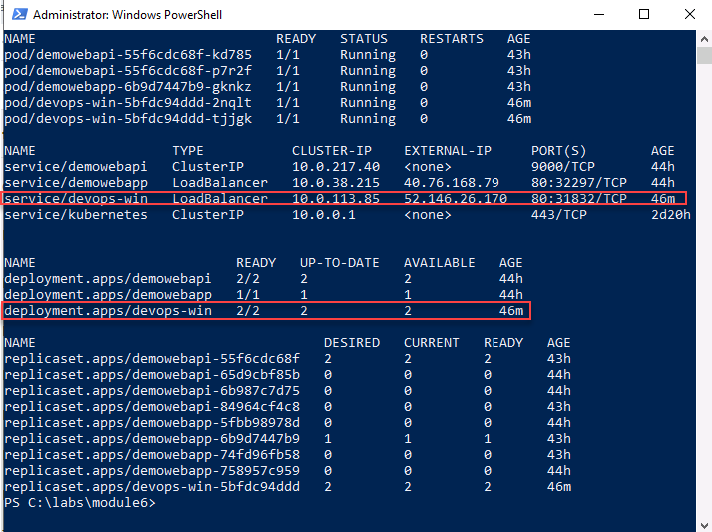 Administrator: Windows PowerShell
NAME READY STATUS RESTARTS AGE
pod/demowebapi-55f6cdc68f-kd785 1/1 Running 0 43h
pod/demowebapi-55f6cdc68f-p7r2f 1/1 Running 0 43h
pod/demowebapp-6b9d7447b9-gknkz 1/1 Running 0 43h
pod/devops-win-5bfdc94ddd-2nqlt 1/1 Running 0 46m
pod/devops-win-5bfdc94ddd-tjjgk 1/1 Running 0 46m
NAME TYPE CLUSTER-IP EXTERNAL-IP PORT(S) AGE
service/demowebapi ClusterIP 10.0.217.40 <none> 9000/TCP 44h
service/demowebapp LoadBalancer 10.0.38.215 40.76.168.79 80:32297/TCP 44h
service/devops-win LoadBalancer 10.0.113.85 52.146.26.170 80:31832/TCP 46m
service/kubernetes ClusterIP 10.0.0.1 <none> 443/TCP 2d20h
NAME READY UP-TO-DATE AVAILABLE AGE
deployment.apps/demowebapi 2/2 2 2 44h
deployment.apps/demowebapp 1/1 1 1 44h
deployment.apps/devops-win 2/2 2 2 46m
NAME DESIRED CURRENT READY AGE
replicaset.apps/demowebapi-55f6cdc68f 2 2 2 43h
replicaset.apps/demowebapi-65d9cbf85b 0 0 0 44h
replicaset.apps/demowebapi-6b987c7d75 0 0 0 44h
replicaset.apps/demowebapi-84964cf4c8 0 0 0 43h
replicaset.apps/demowebapp-5fbb98978d 0 0 0 44h
replicaset.apps/demowebapp-6b9d7447b9 1 1 1 43h
replicaset.apps/demowebapp-74fd96fb58 0 0 0 43h
replicaset.apps/demowebapp-758957c959 0 0 0 44h
replicaset.apps/devops-win-5bfdc94ddd 2 2 2 46m
PS C:\labs\module6>